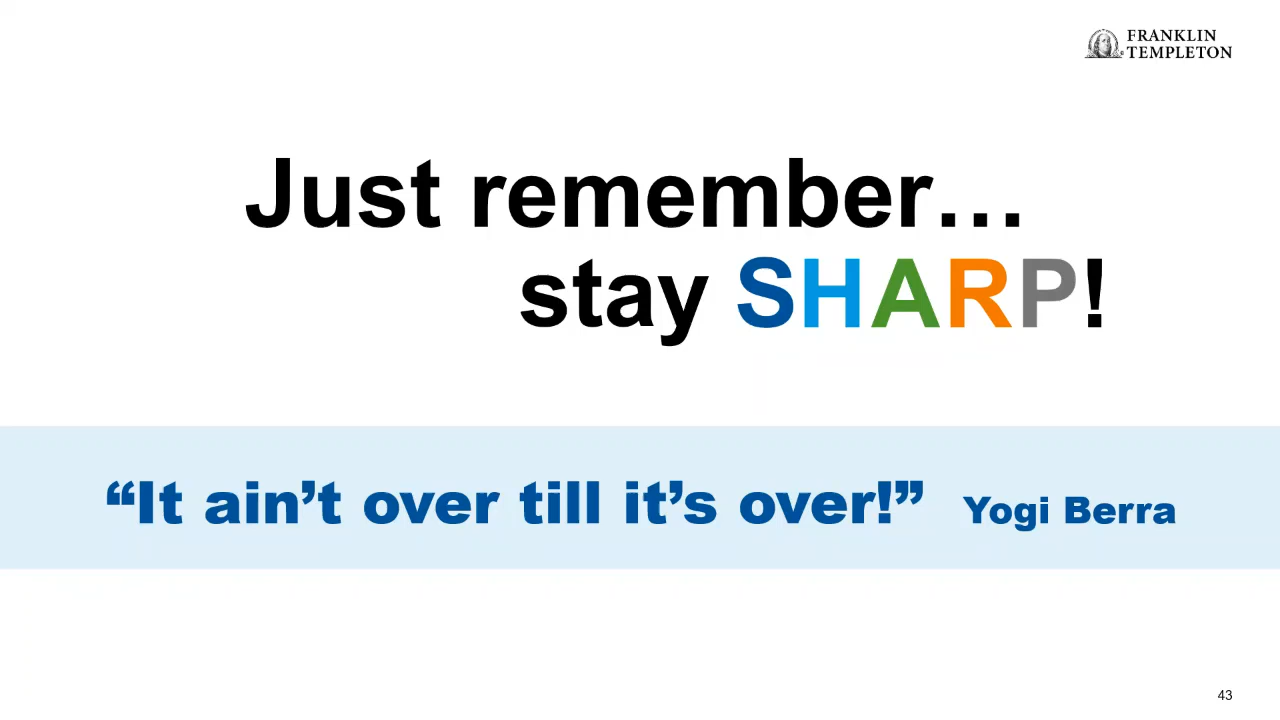 FRANKLIN
TEMPLETON
Just remember…
stay SHARP!
“It ain’t over till it’s over!” Yogi Berra
43